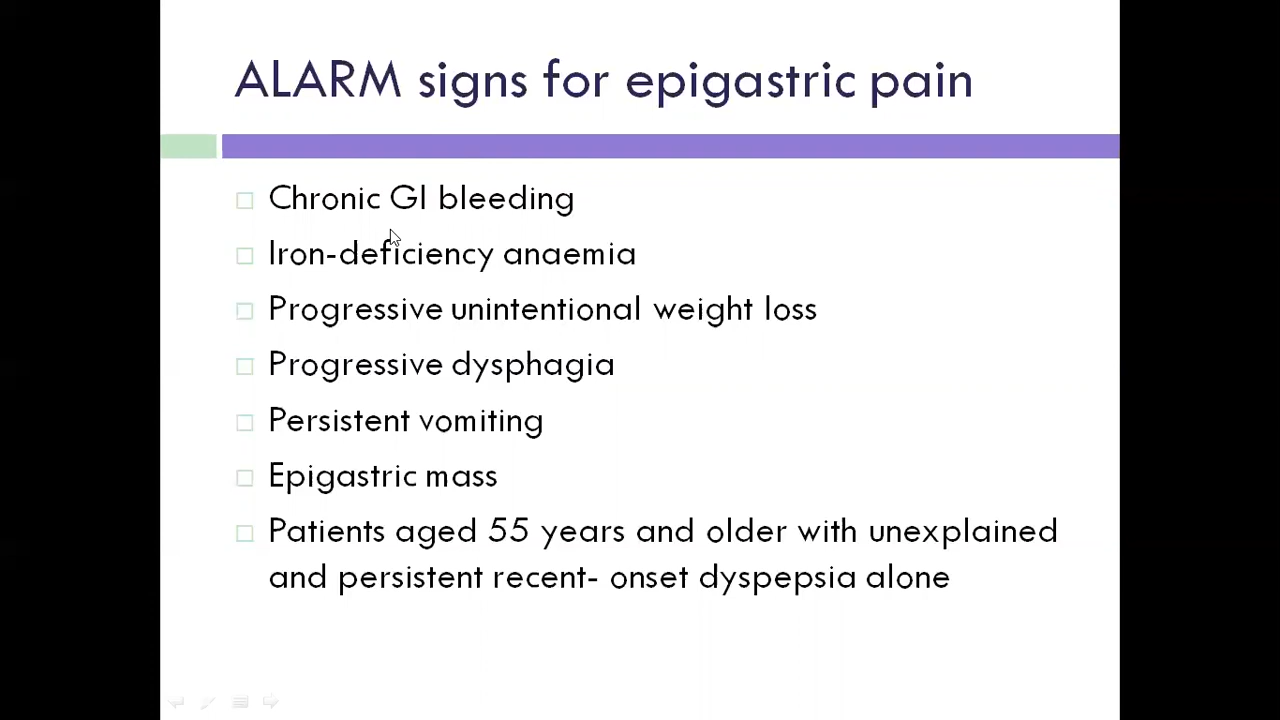 ALARM signs for epigastric pain
Chronic GI bleeding
Iron-deficiency anaemia
Progressive unintentional weight loss
Progressive dysphagia
Persistent vomiting
Epigastric mass
Patients aged 55 years and older with unexplained
and persistent recent- onset dyspepsia alone